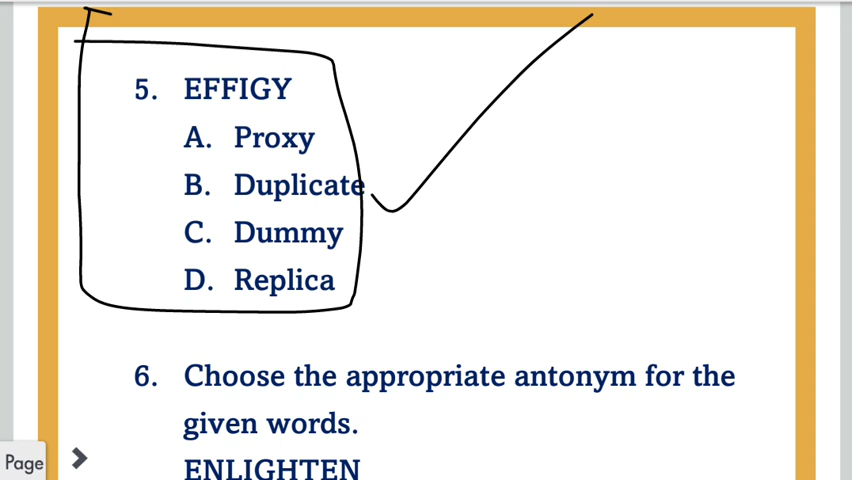 5. EFFIGY
A. Proxy
B. Duplicate
C. Dummy
D. Replica
6. Choose the appropriate antonym for the
given words.
ENLIGHTEN
Page